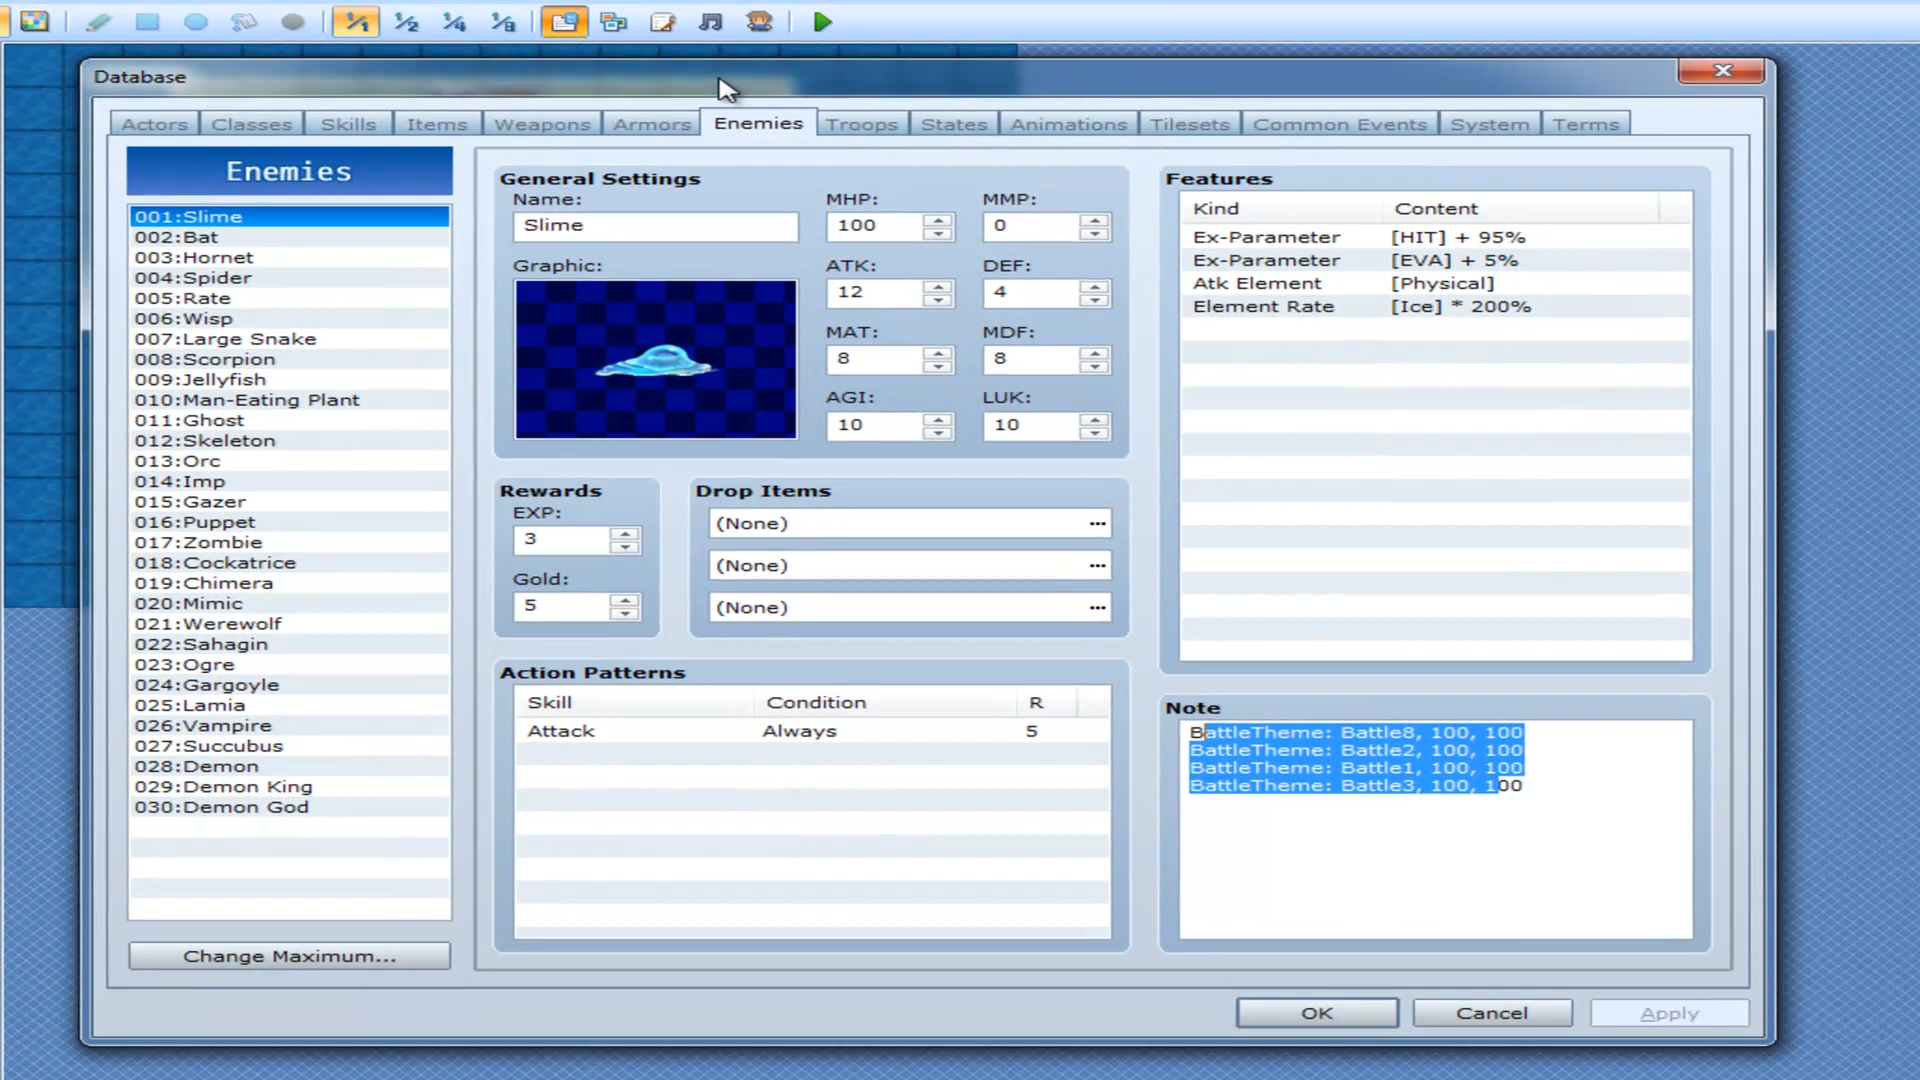 1/1 1/2 1/4 1/8
Database
Actors Classes Skills Items Weapons Armors Enemies Troops States Animations Tilesets Common Events System Terms
Enemies
001:Slime
002:Bat
003:Hornet
004:Spider
005:Rate
006:Wisp
007:Large Snake
008:Scorpion
009:Jellyfish
010:Man-Eating Plant
011:Ghost
012:Skeleton
013:Orc
014:Imp
015:Gazer
016:Puppet
017:Zombie
018:Cockatrice
019:Chimera
020:Mimic
021:Werewolf
022:Sahagin
023:Ogre
024:Gargoyle
025:Lamia
026:Vampire
027:Succubus
028:Demon
029:Demon King
030:Demon God
Change Maximum...
General Settings
Name:
Slime
Graphic:
MHP: MMP:
100 0
ATK: DEF:
12 4
MAT: MDF:
8 8
AGI: LUK:
10 10
Rewards
EXP:
3
Gold:
5
Drop Items
(None) ...
(None) ...
(None) ...
Action Patterns
Skill Condition R
Attack Always 5
Features
Kind Content
Ex-Parameter [HIT] + 95%
Ex-Parameter [EVA] + 5%
Atk Element [Physical]
Element Rate [Ice] * 200%
Note
BattleTheme: Battle8, 100, 100
BattleTheme: Battle2, 100, 100
BattleTheme: Battle1, 100, 100
BattleTheme: Battle3, 100, 100
OK Cancel Apply